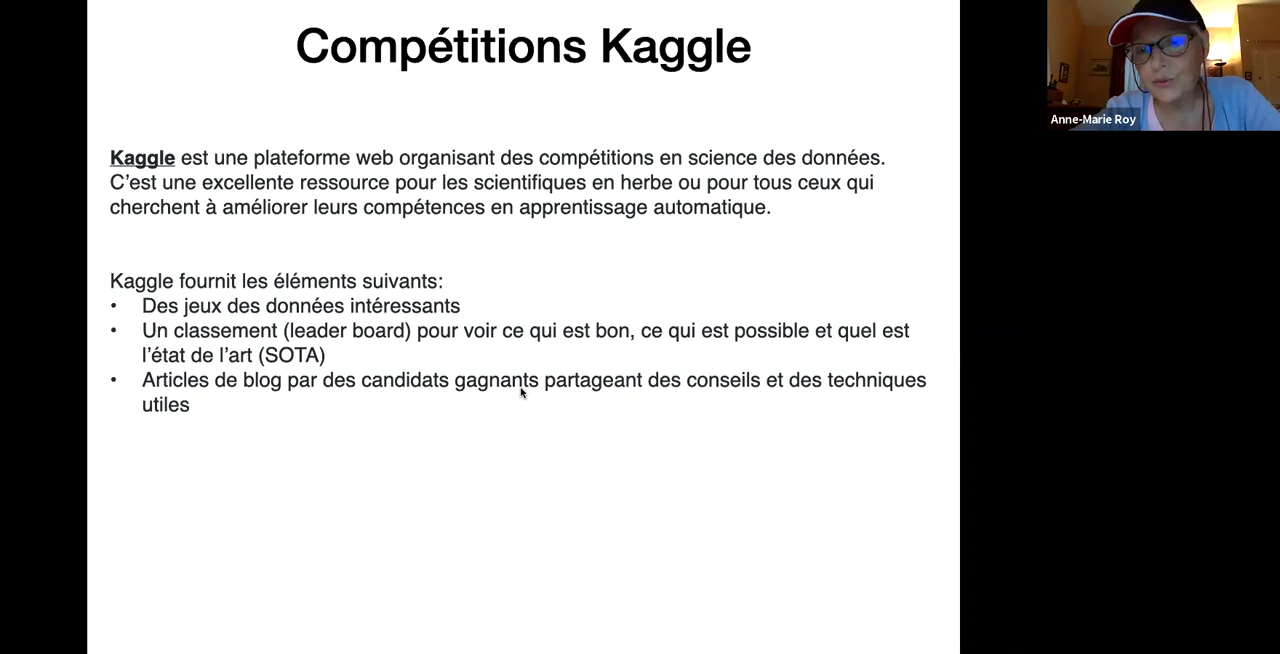 Compétitions Kaggle
Anne-Marie Roy
Kaggle est une plateforme web organisant des compétitions en science des données.
C’est une excellente ressource pour les scientifiques en herbe ou pour tous ceux qui
cherchent à améliorer leurs compétences en apprentissage automatique.
Kaggle fournit les éléments suivants:
• Des jeux des données intéressants
• Un classement (leader board) pour voir ce qui est bon, ce qui est possible et quel est
l’état de l’art (SOTA)
• Articles de blog par des candidats gagnants partageant des conseils et des techniques
utiles